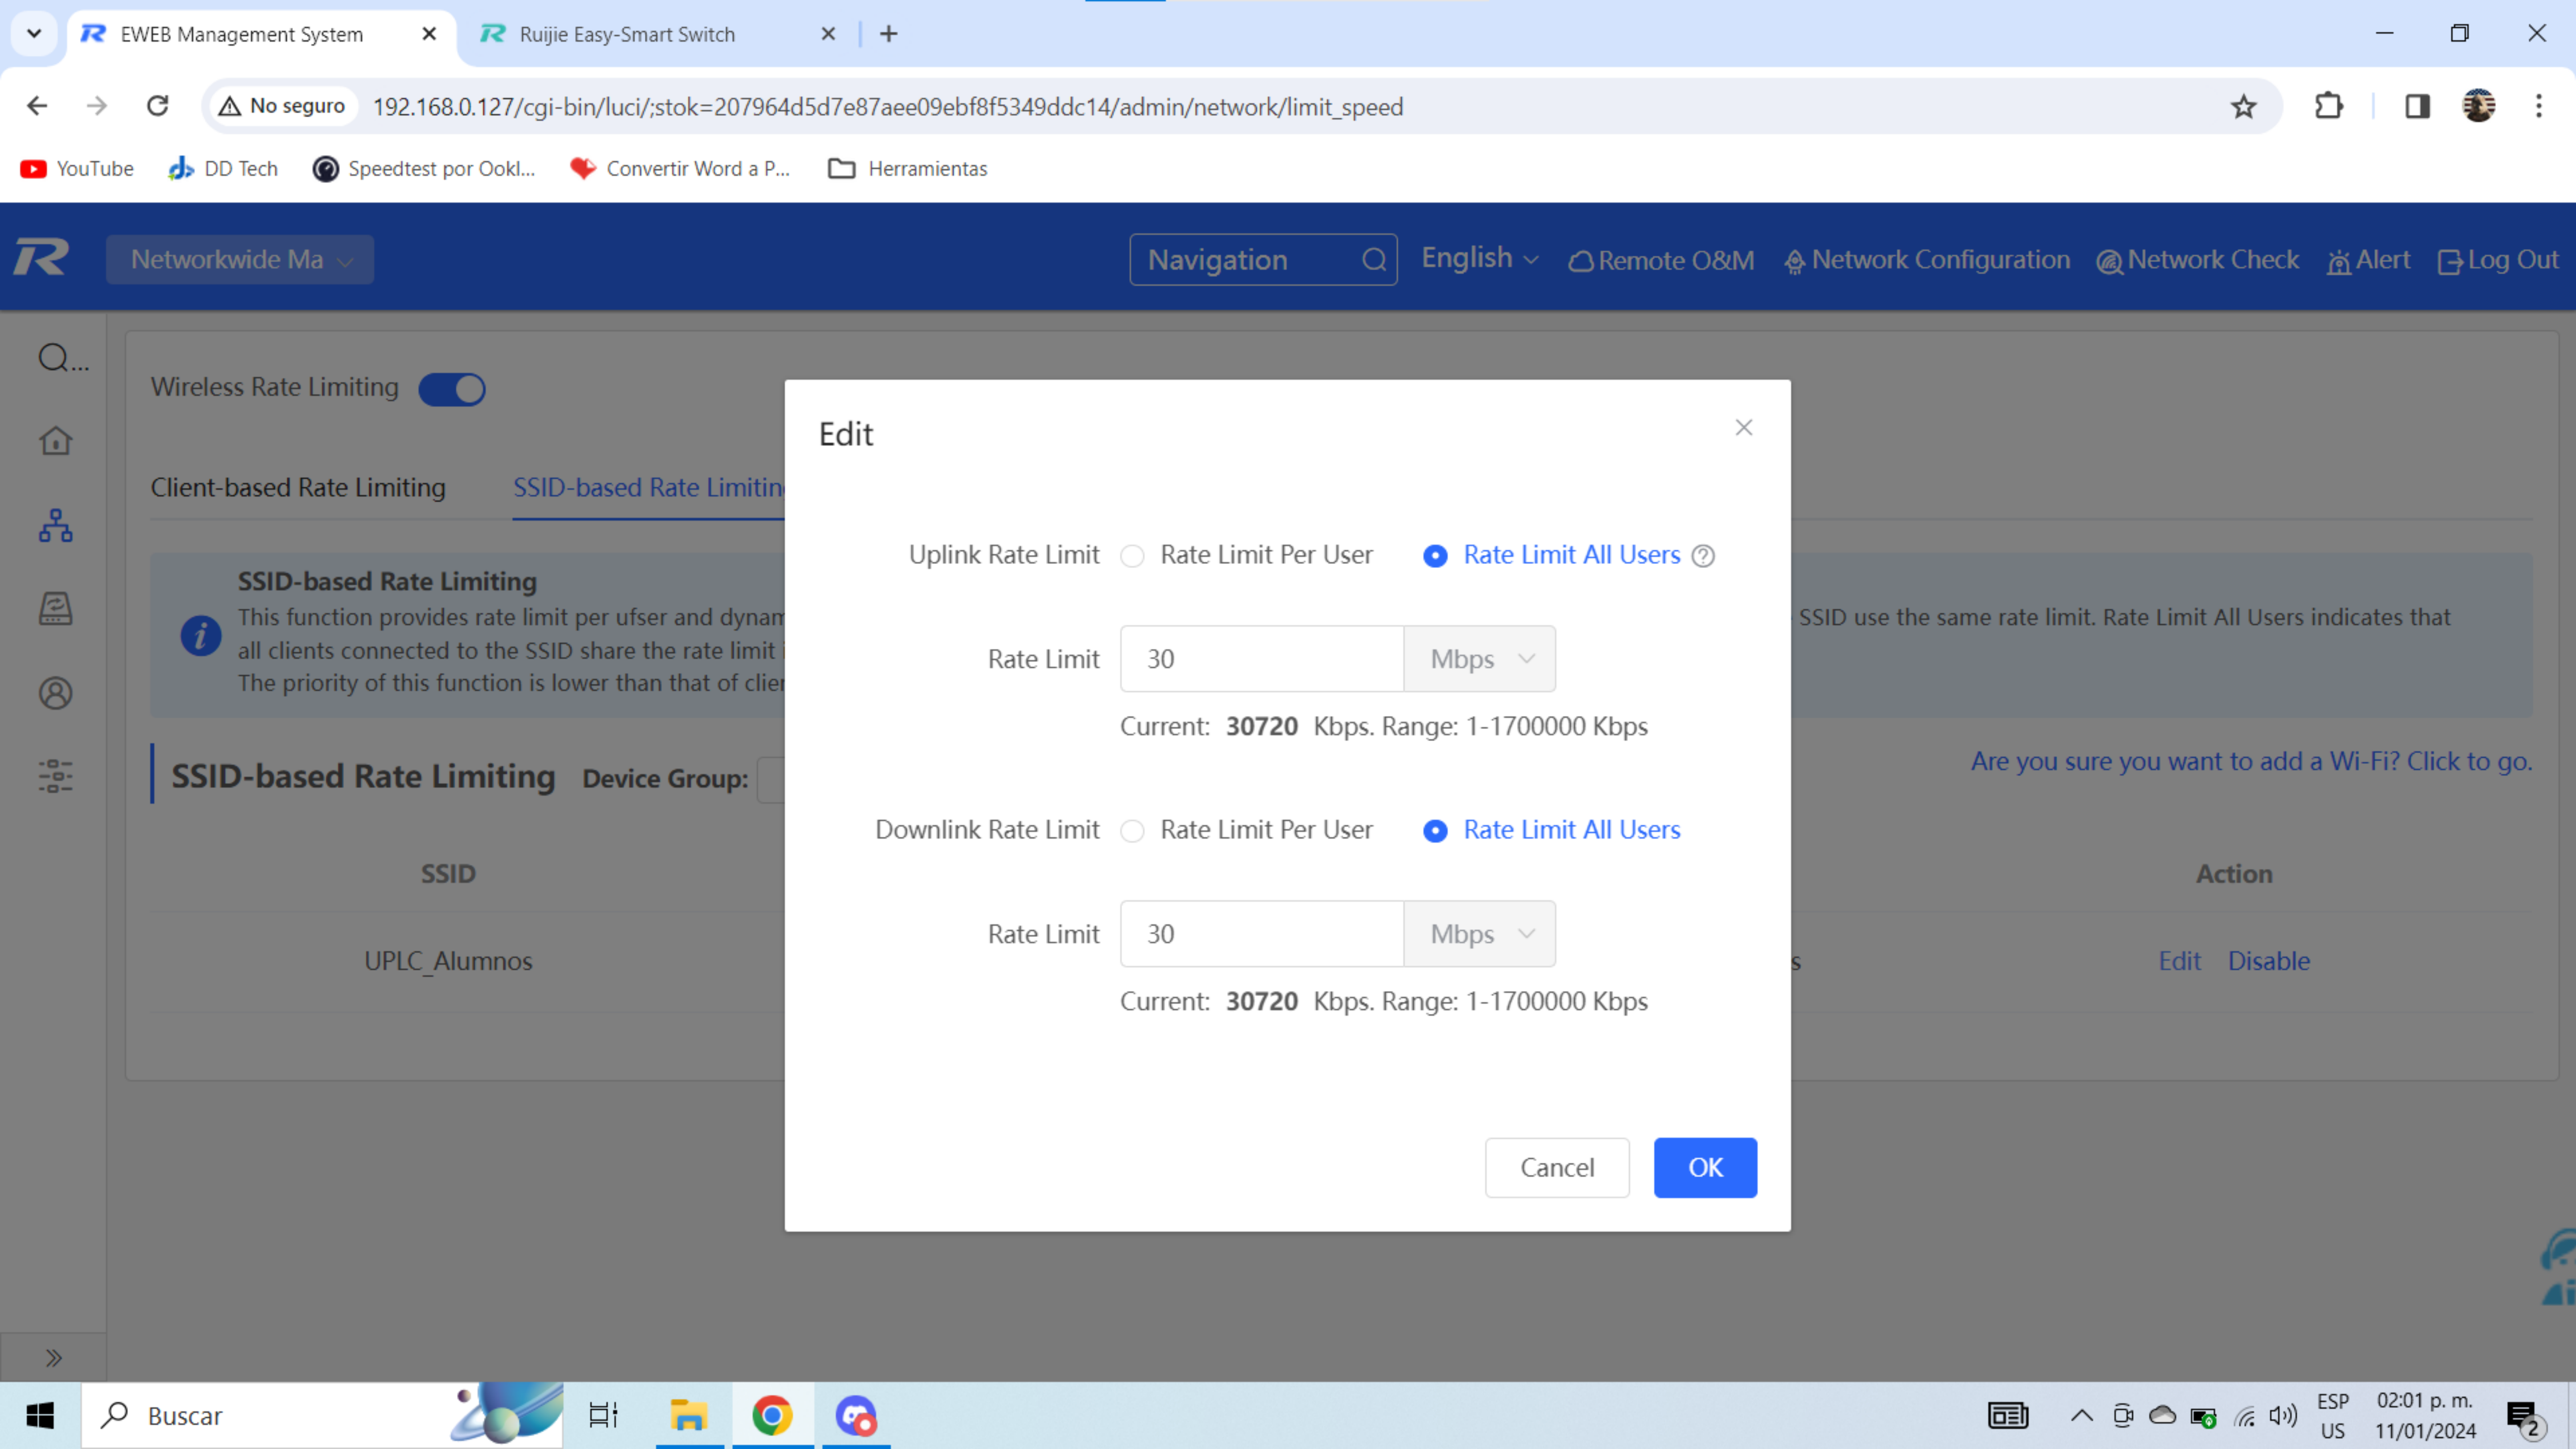 EWEB Management System
Ruijie Easy-Smart Switch
No seguro
192.168.0.127/cgi-bin/luci/;stok=207964d5d7e87aee09ebf8f5349ddc14/admin/network/limit_speed
YouTube
DD Tech
Speedtest por Ookl...
Convertir Word a P...
Herramientas
Networkwide Ma
Navigation
English
Remote O&M
Network Configuration
Network Check
Alert
Log Out
...
Wireless Rate Limiting
Client-based Rate Limiting
SSID-based Rate Limiting
SSID-based Rate Limiting
This function provides rate limit per ufser and dynam
SSID use the same rate limit. Rate Limit All Users indicates that
all clients connected to the SSID share the rate limit
The priority of this function is lower than that of clien
SSID-based Rate Limiting
Device Group:
Are you sure you want to add a Wi-Fi? Click to go.
SSID
Action
UPLC_Alumnos
s
Edit
Disable
Edit
Uplink Rate Limit
Rate Limit Per User
Rate Limit All Users
Rate Limit
30
Mbps
Current: 30720 Kbps. Range: 1-1700000 Kbps
Downlink Rate Limit
Rate Limit Per User
Rate Limit All Users
Rate Limit
30
Mbps
Current: 30720 Kbps. Range: 1-1700000 Kbps
Cancel
OK
Buscar
ESP
US
02:01 p. m.
11/01/2024
2